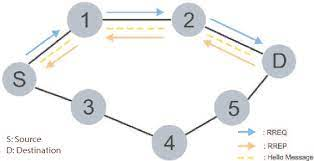 1
2
S
D
3
5
4
S: Source
D: Destination
: RREQ
: RREP
: Hello Message